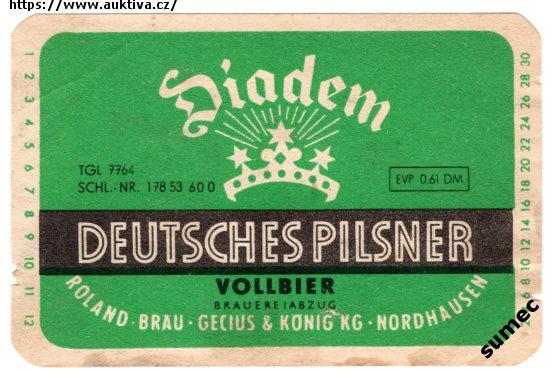 https://www.auktiva.cz/
Diadem
TGL 7764
SCHL.-NR. 178 53 60 0
EVP 0.61 DM
DEUTSCHES PILSNER
VOLLBIER
BRAUEREIABZUG
ROLAND-BRÄU · GECIUS & KÖNIG KG · NORDHAUSEN
1 2 3 4 5 6 7 8 9 10 11 12
6 8 10 12 14 16 18 20 22 24 26 28 30
sumec